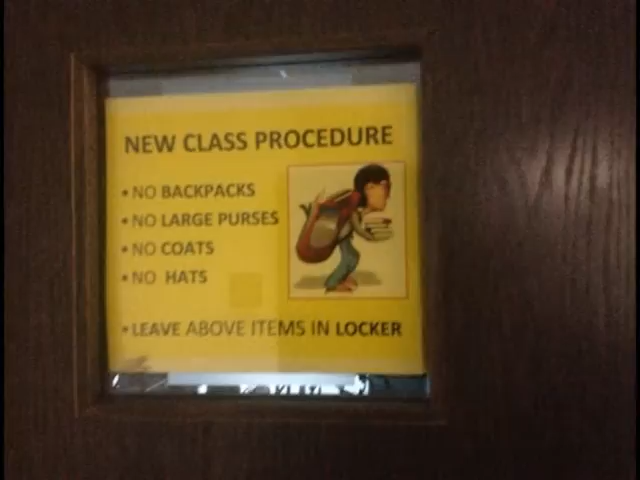 NEW CLASS PROCEDURE
• NO BACKPACKS
• NO LARGE PURSES
• NO COATS
• NO HATS
• LEAVE ABOVE ITEMS IN LOCKER